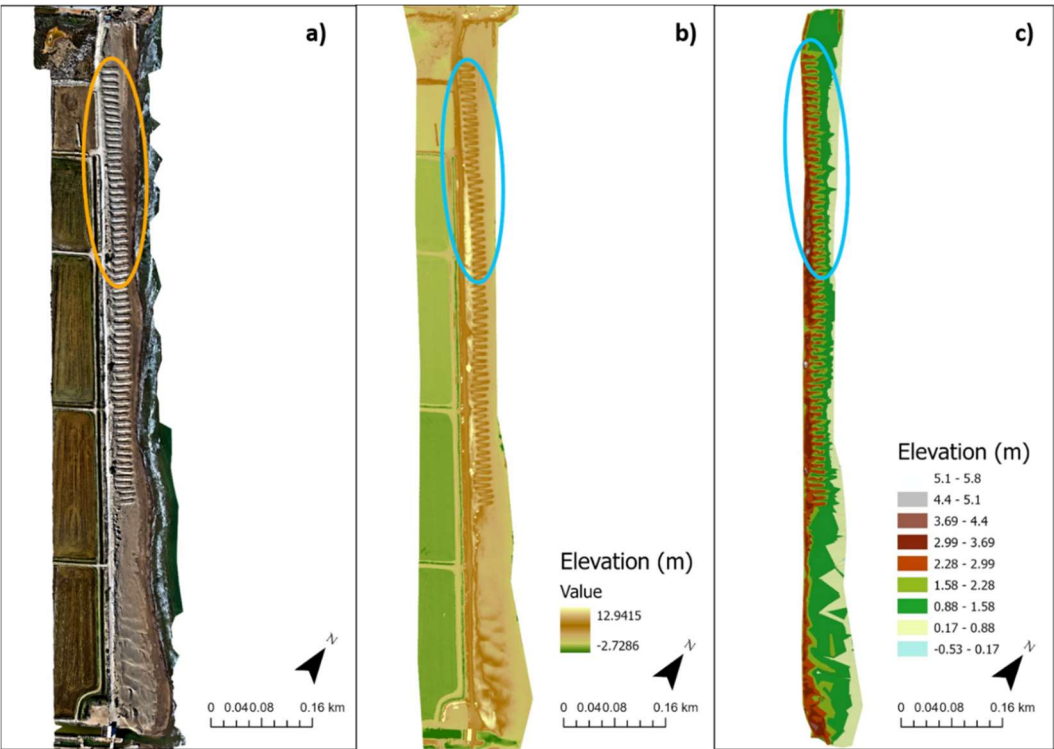 a)
b)
c)
Elevation (m)
Value
12.9415
-2.7286
Elevation (m)
5.1 - 5.8
4.4 - 5.1
3.69 - 4.4
2.99 - 3.69
2.28 - 2.99
1.58 - 2.28
0.88 - 1.58
0.17 - 0.88
-0.53 - 0.17
N
N
N
0 0.040.08 0.16 km
0 0.040.08 0.16 km
0 0.040.08 0.16 km